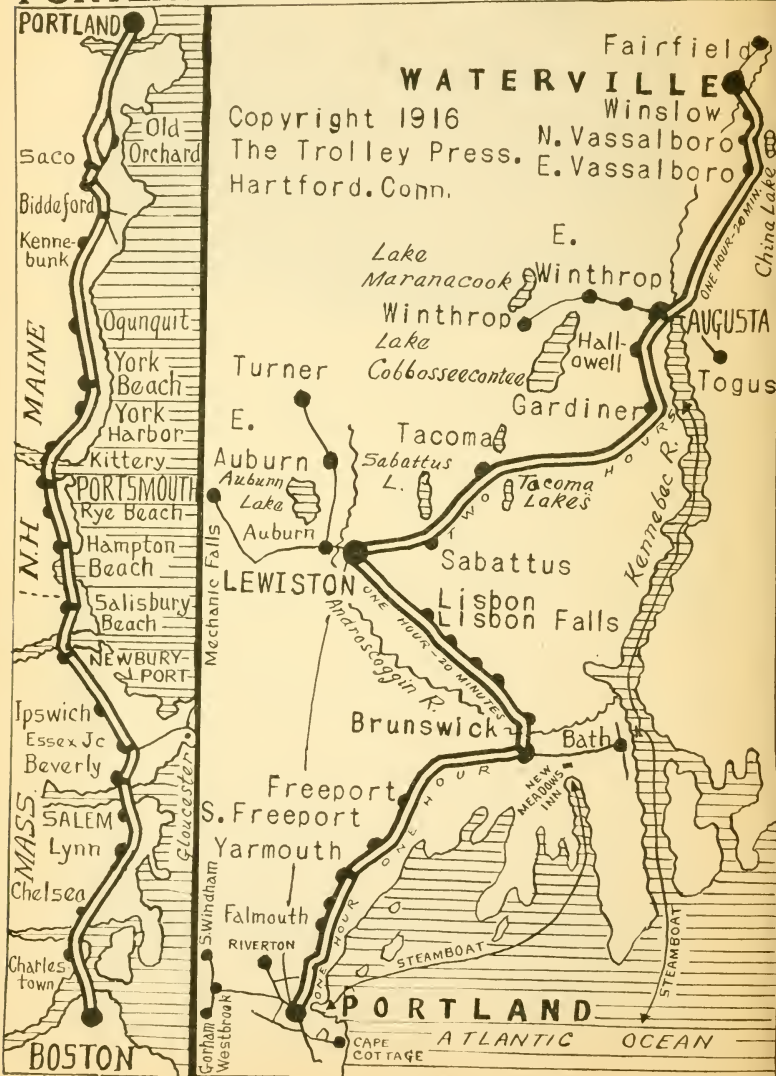 PORTLAND
Old
Orchard
Saco
Biddeford
Kenne-
bunk
Ogunquit
MAINE
York
Beach
York
Harbor
Kittery
PORTSMOUTH
Rye Beach
N.H
Hampton
Beach
Salisbury
Beach
NEWBURY-
PORT
Ipswich
Essex Jc
Beverly
Gloucester
MASS.
SALEM
Lynn
Chelsea
Charles
town
BOSTON
Fairfield
WATERVILLE
Copyright 1916
The Trolley Press.
Hartford.Conn.
Winslow
N. Vassalboro
E. Vassalboro
China Lake
ONE HOUR-20 MIN.
Lake
Maranacook
E.
Winthrop
Winthrop
AUGUSTA
Lake
Cobbosseecontee
Hall-
owell
Togus
Gardiner
Turner
E.
Auburn
Auburn
Lake
Auburn
Mechanic Falls
LEWISTON
Tacoma
Sabattus
L.
Tacoma
Lakes
TWO HOURS
Kennebec R.
Sabattus
Lisbon
Lisbon Falls
ONE HOUR-20 MINUTES
Androscoggin R.
Brunswick
Bath
NEW
MEADOWS
INN
ONE HOUR
Freeport
S. Freeport
Yarmouth
ONE HOUR
Falmouth
RIVERTON
S. Windham
Gorham
Westbrook
STEAMBOAT
STEAMBOAT
PORTLAND
CAPE
COTTAGE
ATLANTIC OCEAN